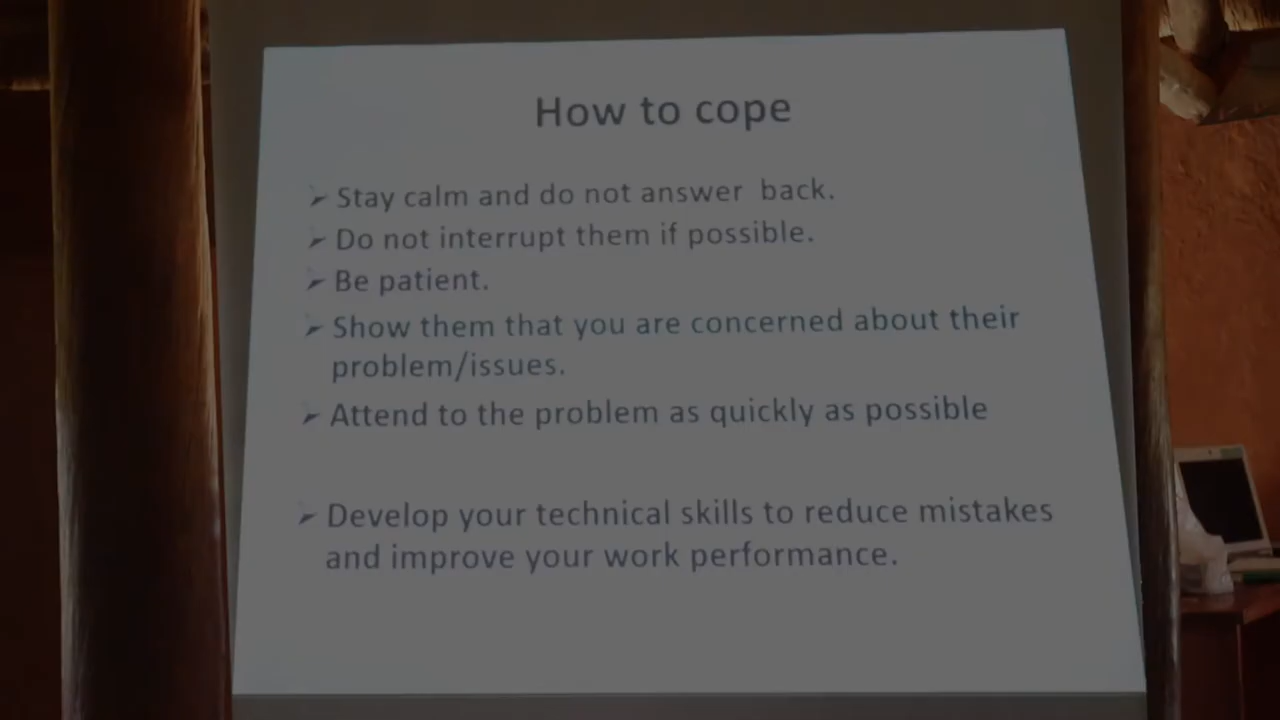 How to cope
Stay calm and do not answer back.
Do not interrupt them if possible.
Be patient.
Show them that you are concerned about their
problem/issues.
Attend to the problem as quickly as possible
Develop your technical skills to reduce mistakes
and improve your work performance.